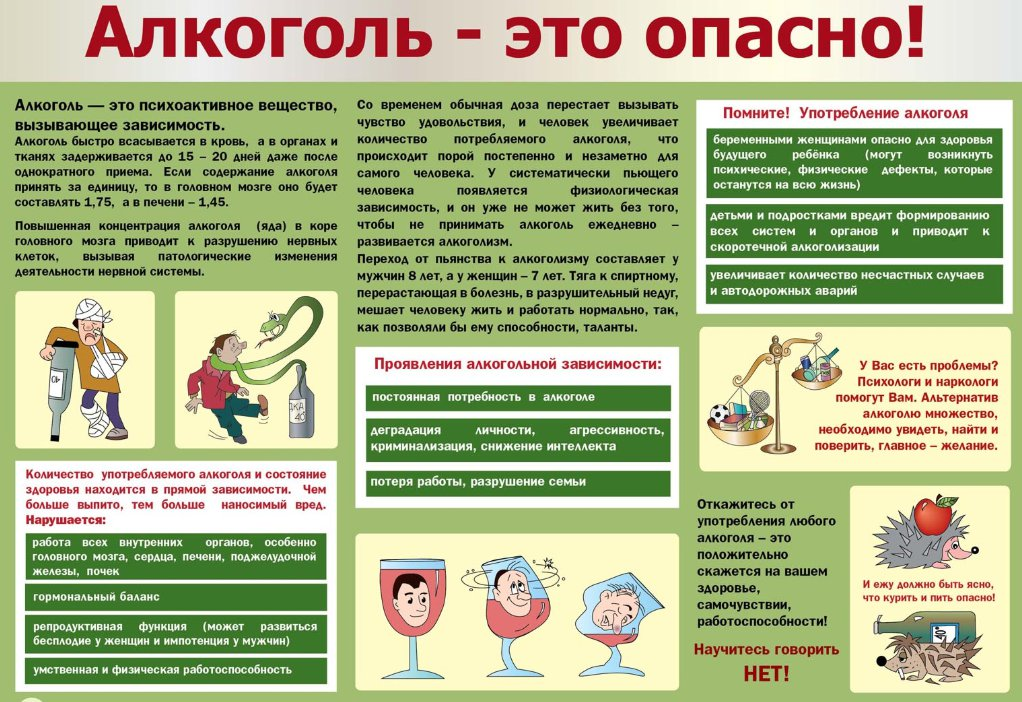 Алкоголь - это опасно!
Алкоголь — это психоактивное вещество,
вызывающее зависимость.
Алкоголь быстро всасывается в кровь, а в органах и
тканях задерживается до 15 – 20 дней даже после
однократного приема. Если содержание алкоголя
принять за единицу, то в головном мозге оно будет
составлять 1,75, а в печени – 1,45.
Повышенная концентрация алкоголя (яда) в коре
головного мозга приводит к разрушению нервных
клеток, вызывая патологические изменения
деятельности нервной системы.
КА
40
Количество употребляемого алкоголя и состояние
здоровья находится в прямой зависимости. Чем
больше выпито, тем больше наносимый вред.
Нарушается:
работа всех внутренних органов, особенно
головного мозга, сердца, печени, поджелудочной
железы, почек
гормональный баланс
репродуктивная функция (может развиться
бесплодие у женщин и импотенция у мужчин)
умственная и физическая работоспособность
Со временем обычная доза перестает вызывать
чувство удовольствия, и человек увеличивает
количество потребляемого алкоголя, что
происходит порой постепенно и незаметно для
самого человека. У систематически пьющего
человека появляется физиологическая
зависимость, и он уже не может жить без того,
чтобы не принимать алкоголь ежедневно –
развивается алкоголизм.
Переход от пьянства к алкоголизму составляет у
мужчин 8 лет, а у женщин – 7 лет. Тяга к спиртному,
перерастающая в болезнь, в разрушительный недуг,
мешает человеку жить и работать нормально, так,
как позволяли бы ему способности, таланты.
Проявления алкогольной зависимости:
постоянная потребность в алкоголе
деградация личности, агрессивность,
криминализация, снижение интеллекта
потеря работы, разрушение семьи
Помните! Употребление алкоголя
беременными женщинами опасно для здоровья
будущего ребёнка (могут возникнуть
психические, физические дефекты, которые
останутся на всю жизнь)
детьми и подростками вредит формированию
всех систем и органов и приводит к
скоротечной алкоголизации
увеличивает количество несчастных случаев
и автодорожных аварий
У Вас есть проблемы?
Психологи и наркологи
помогут Вам. Альтернатив
алкоголю множество,
необходимо увидеть, найти и
поверить, главное – желание.
Откажитесь от
употребления любого
алкоголя – это
положительно
скажется на вашем
здоровье,
самочувствии,
работоспособности!
Научитесь говорить
НЕТ!
И ежу должно быть ясно,
что курить и пить опасно!